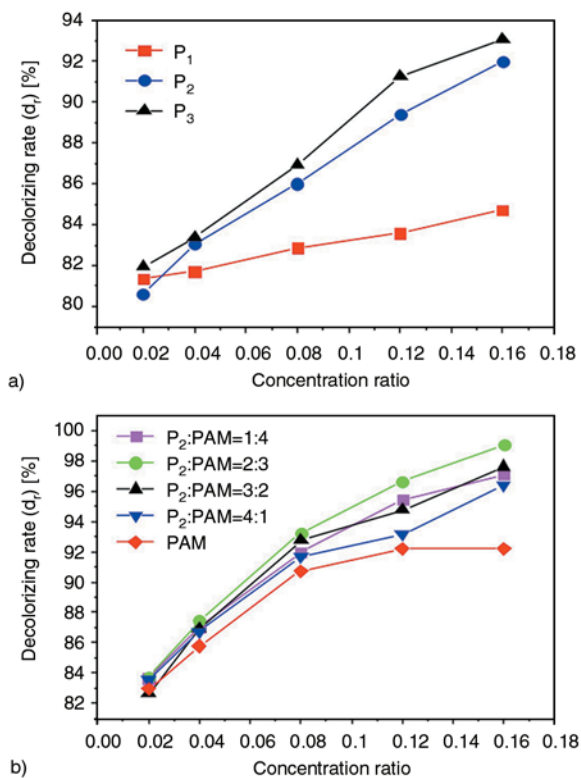 94
92
90
88
86
84
82
80
Decolorizing rate (dᵣ) [%]
P₁
P₂
P₃
0.00 0.02 0.04 0.06 0.08 0.1 0.12 0.14 0.16 0.18
Concentration ratio
a)
100
98
96
94
92
90
88
86
84
82
Decolorizing rate (dᵣ) [%]
P₂:PAM=1:4
P₂:PAM=2:3
P₂:PAM=3:2
P₂:PAM=4:1
PAM
0.00 0.02 0.04 0.06 0.08 0.10 0.12 0.14 0.16 0.18
Concentration ratio
b)